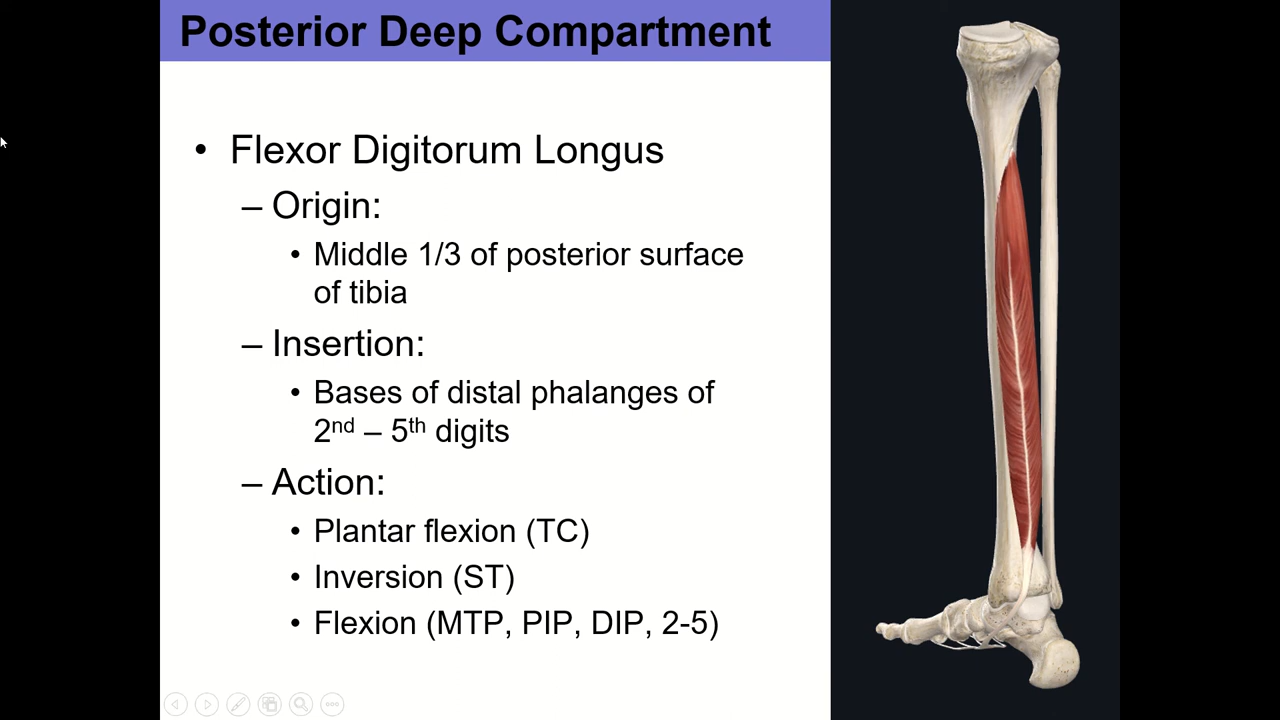 Posterior Deep Compartment
• Flexor Digitorum Longus
– Origin:
• Middle 1/3 of posterior surface
of tibia
– Insertion:
• Bases of distal phalanges of
2nd – 5th digits
– Action:
• Plantar flexion (TC)
• Inversion (ST)
• Flexion (MTP, PIP, DIP, 2-5)